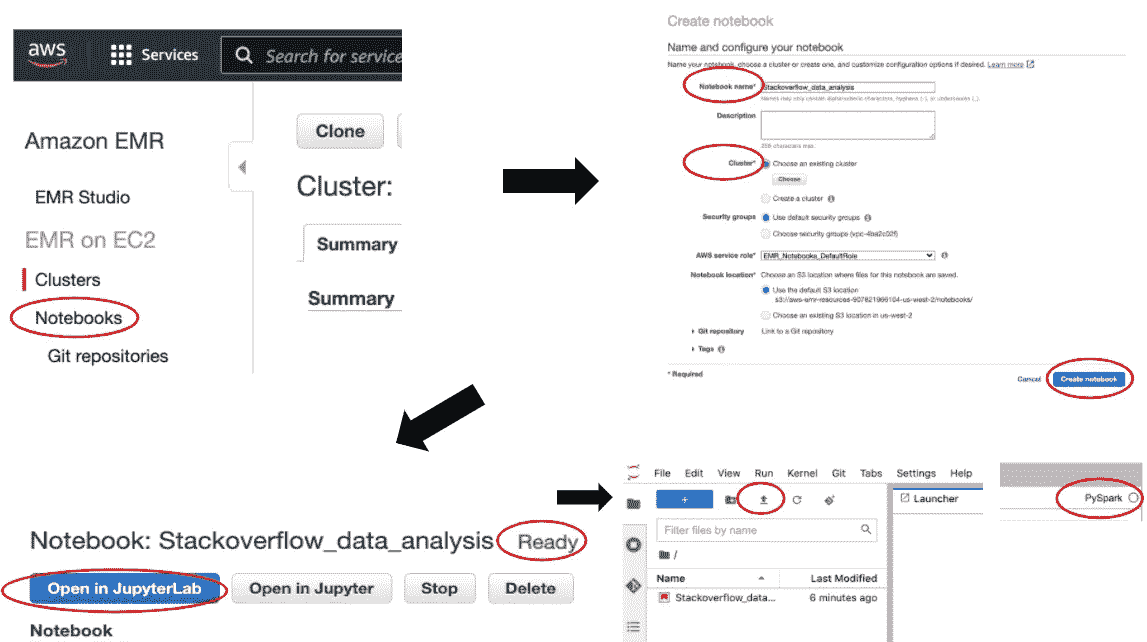 aws
Services
Search for service
Amazon EMR
EMR Studio
EMR on EC2
Clusters
Notebooks
Git repositories
Clone
Cluster:
Summary
Summary
Create notebook
Name and configure your notebook
Name your notebook, choose a cluster or create one, and customize configuration options if desired. Learn more
Notebook name* Stackoverflow_data_analysis
Names may only contain alphanumeric characters, hyphens (-), or underscores (_).
Description
256 characters max.
Cluster* Choose an existing cluster
Choose
Create a cluster
Security groups Use default security groups
Choose security groups (vpc-4ba2c02f)
AWS service role* EMR_Notebooks_DefaultRole
Notebook location* Choose an S3 location where files for this notebook are saved.
Use the default S3 location
s3://aws-emr-resources-907821966104-us-west-2/notebooks/
Choose an existing S3 location in us-west-2
Git repository Link to a Git repository
Tags
* Required
Cancel Create notebook
Notebook: Stackoverflow_data_analysis Ready
Open in JupyterLab Open in Jupyter Stop Delete
Notebook
File Edit View Run Kernel Git Tabs Settings Help
Launcher
Filter files by name
/
Name Last Modified
Stackoverflow_data... 6 minutes ago
PySpark